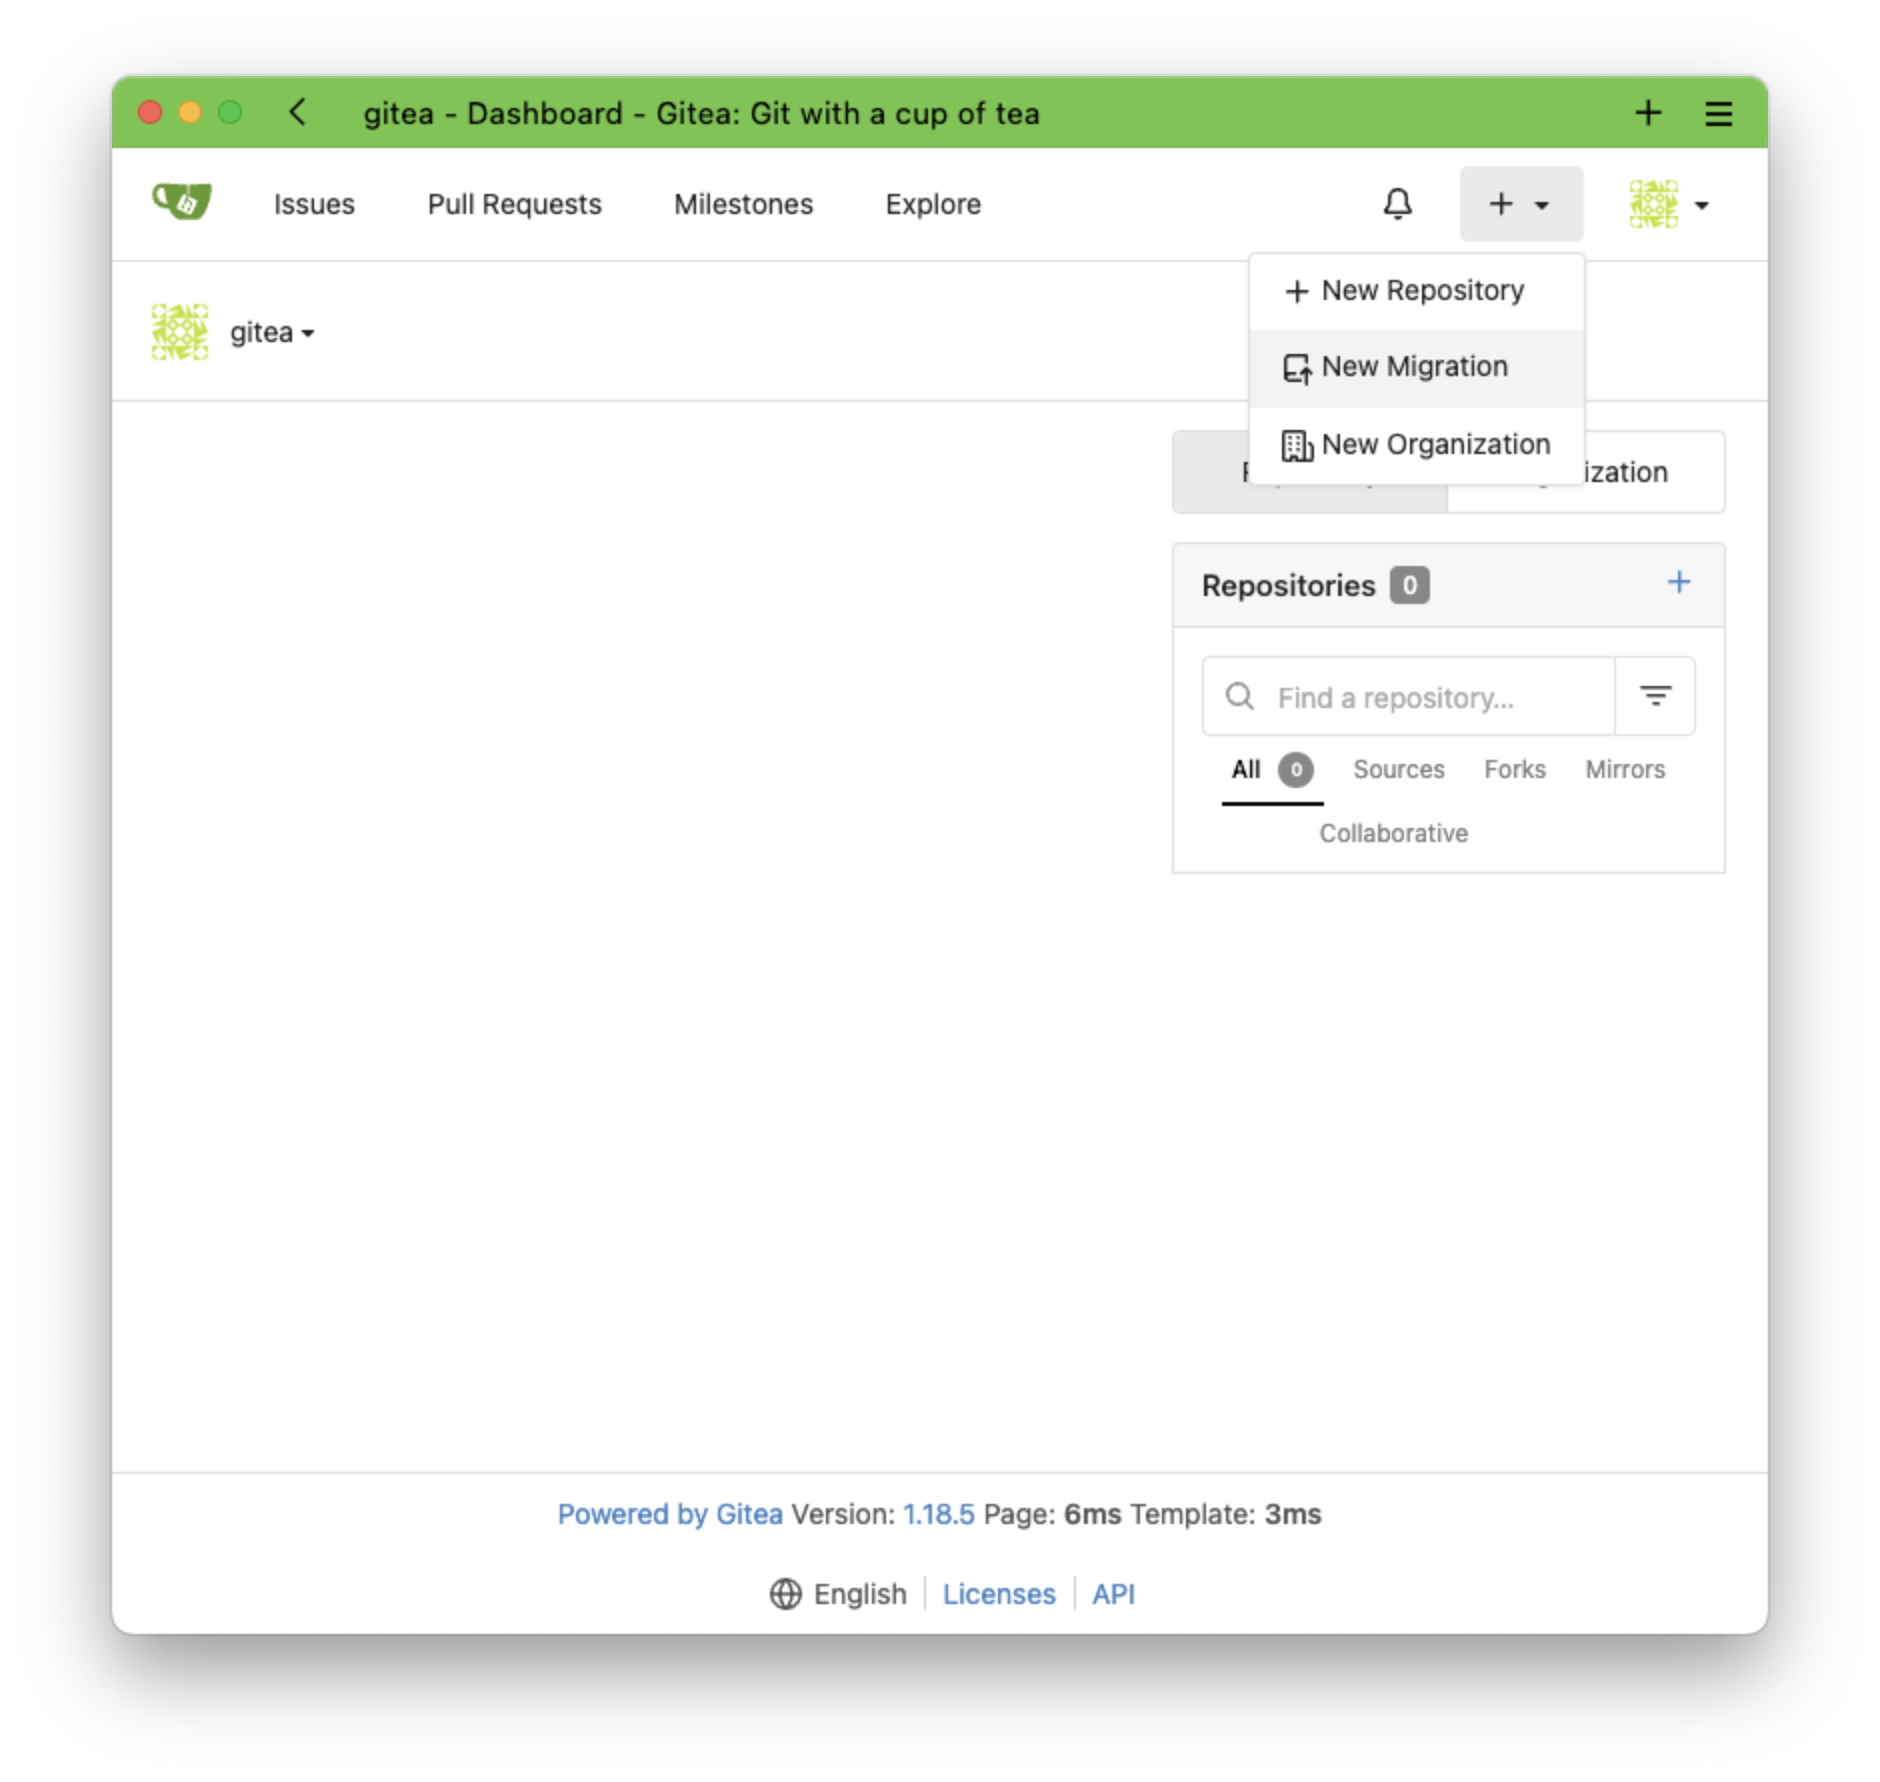 gitea - Dashboard - Gitea: Git with a cup of tea
Issues Pull Requests Milestones Explore
New Repository
gitea
New Migration
New Organization
Repositories 0
Find a repository...
All 0 Sources Forks Mirrors
Collaborative
Powered by Gitea Version: 1.18.5 Page: 6ms Template: 3ms
English Licenses API